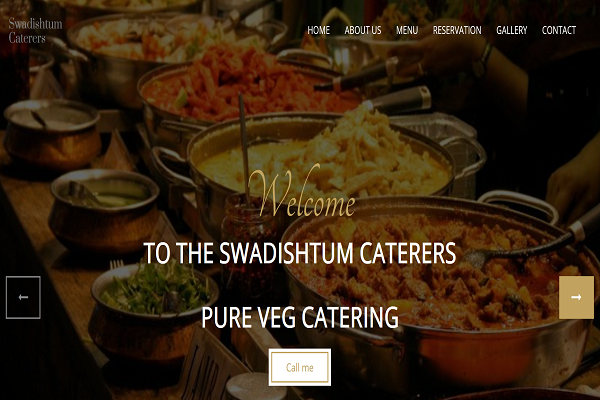 Swadishtum
Caterers
HOME ABOUT US MENU RESERVATION GALLERY CONTACT
Welcome
TO THE SWADISHTUM CATERERS
PURE VEG CATERING
Call me